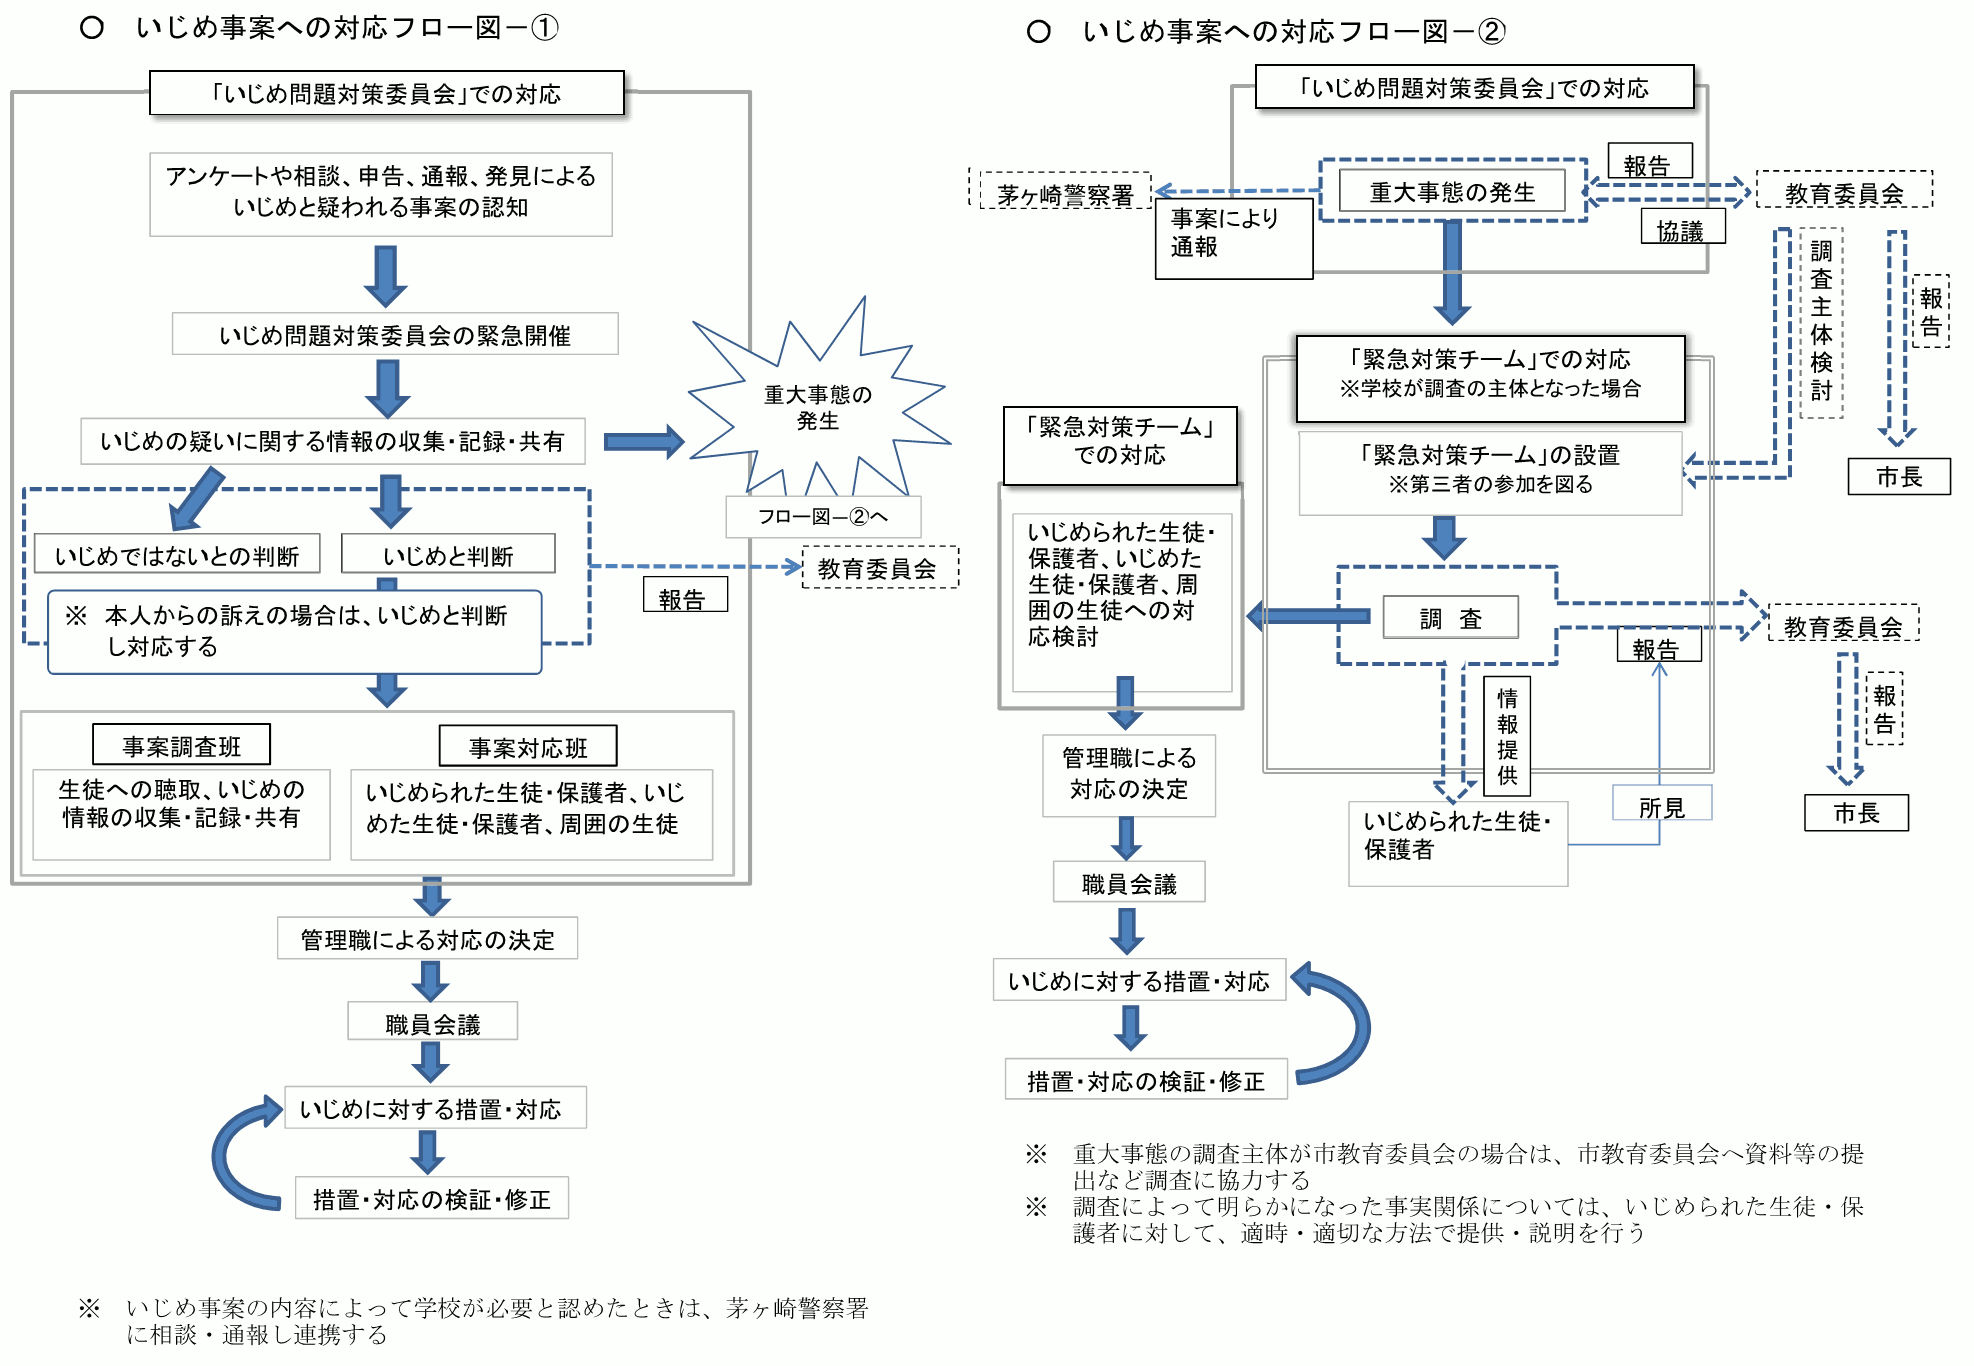 ○　いじめ事案への対応フロー図－①
「いじめ問題対策委員会」での対応
アンケートや相談、申告、通報、発見による
いじめと疑われる事案の認知
いじめ問題対策委員会の緊急開催
いじめの疑いに関する情報の収集・記録・共有
重大事態の
発生
フロー図－②へ
いじめではないとの判断
いじめと判断
教育委員会
報告
※　本人からの訴えの場合は、いじめと判断
し対応する
事案調査班
生徒への聴取、いじめの
情報の収集・記録・共有
事案対応班
いじめられた生徒・保護者、いじ
めた生徒・保護者、周囲の生徒
管理職による対応の決定
職員会議
いじめに対する措置・対応
措置・対応の検証・修正
※　いじめ事案の内容によって学校が必要と認めたときは、茅ヶ崎警察署
に相談・通報し連携する
○　いじめ事案への対応フロー図－②
「いじめ問題対策委員会」での対応
茅ヶ崎警察署
事案により
通報
重大事態の発生
報告
協議
教育委員会
調査主体検討
報告
市長
「緊急対策チーム」での対応
※学校が調査の主体となった場合
「緊急対策チーム」の設置
※第三者の参加を図る
調　査
報告
教育委員会
報告
市長
情報提供
いじめられた生徒・
保護者
所見
「緊急対策チーム」
での対応
いじめられた生徒・
保護者、いじめた
生徒・保護者、周
囲の生徒への対
応検討
管理職による
対応の決定
職員会議
いじめに対する措置・対応
措置・対応の検証・修正
※　重大事態の調査主体が市教育委員会の場合は、市教育委員会へ資料等の提
出など調査に協力する
※　調査によって明らかになった事実関係については、いじめられた生徒・保
護者に対して、適時・適切な方法で提供・説明を行う